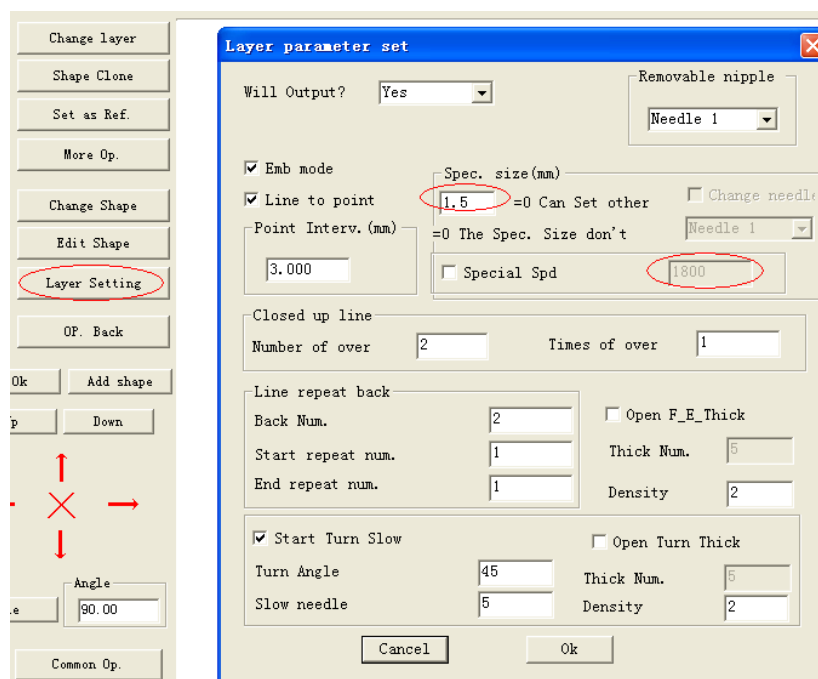 Change layer
Shape Clone
Set as Ref.
More Op.
Change Shape
Edit Shape
Layer Setting
OP. Back
Ok
Add shape
Down
Angle
90.00
Common Op.
Layer parameter set
Will Output?
Yes
Removable nipple
Needle 1
Emb mode
Line to point
Point Interv.(mm)
3.000
Spec. size(mm)
1.5 =0 Can Set other
=0 The Spec. Size don't
Change needle
Needle 1
Special Spd
1800
Closed up line
Number of over 2 Times of over 1
Line repeat back
Back Num. 2
Start repeat num. 1
End repeat num. 1
Open F_E_Thick
Thick Num. 5
Density 2
Start Turn Slow
Turn Angle 45
Slow needle 5
Open Turn Thick
Thick Num. 5
Density 2
Cancel
Ok